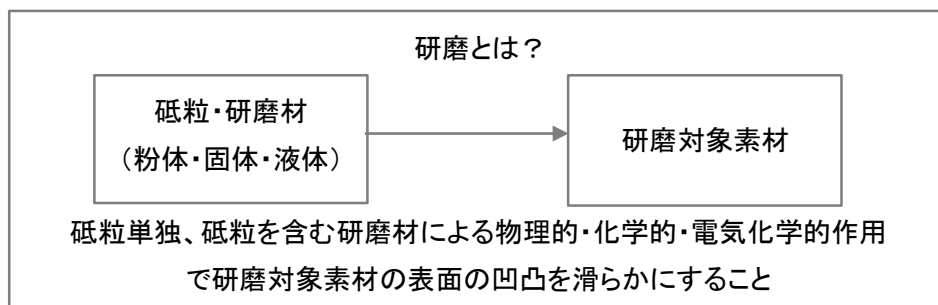 研磨とは？
砥粒・研磨材
（粉体・固体・液体）
研磨対象素材
砥粒単独、砥粒を含む研磨材による物理的・化学的・電気化学的作用
で研磨対象素材の表面の凹凸を滑らかにすること